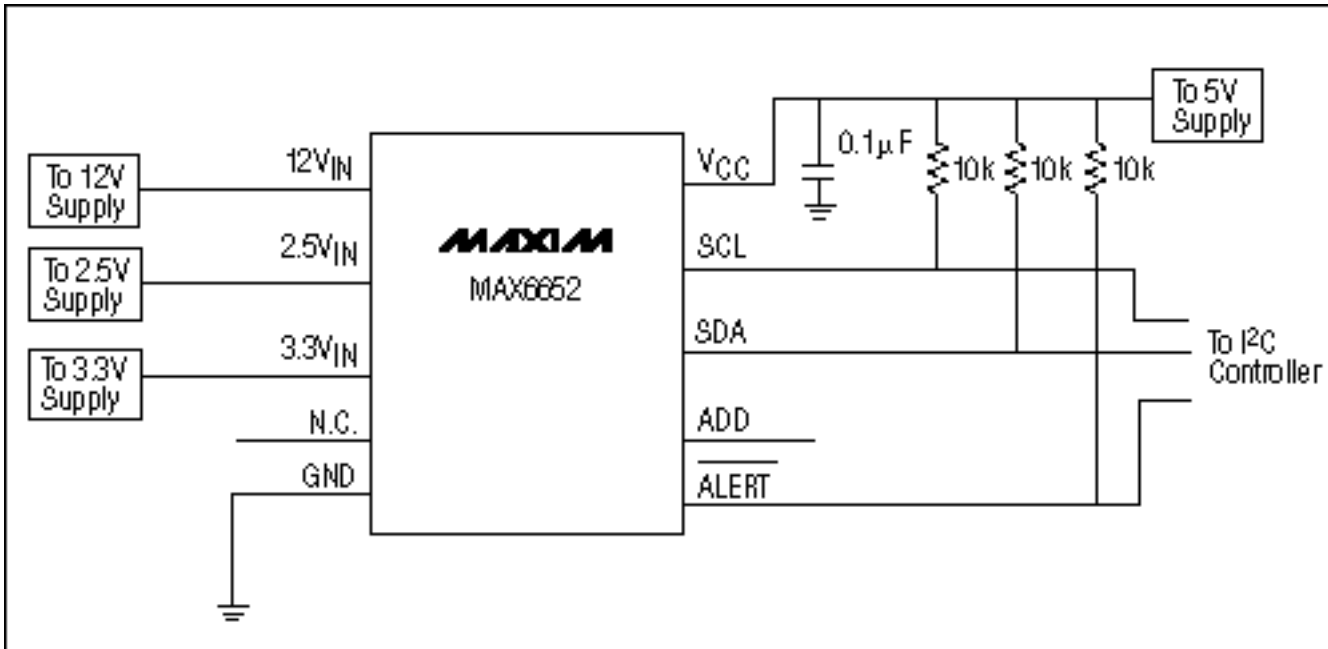 To 12V
Supply
To 2.5V
Supply
To 3.3V
Supply
12VIN
2.5VIN
3.3VIN
N.C.
GND
MAXIM
MAX6652
VCC
SCL
SDA
ADD
ALERT
0.1µF
10k
10k
10k
To 5V
Supply
To I²C
Controller